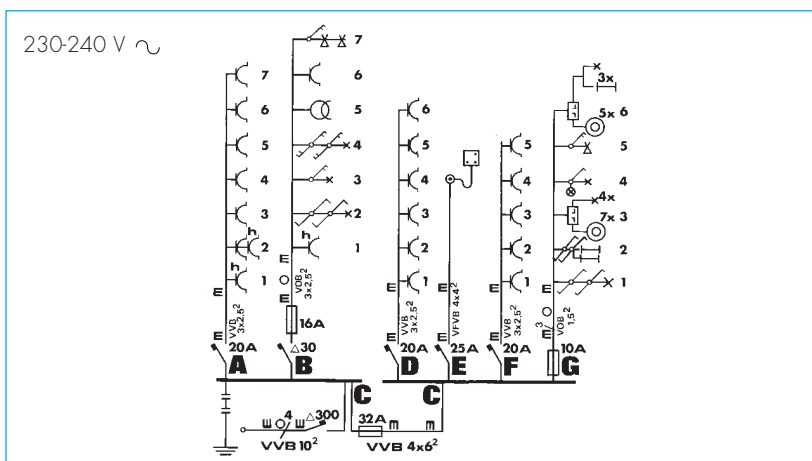 230-240 V ~
7
6
5
4
3
h
2
h
1
E
VVB
3x2,5²
E
20A
A
7
6
5
4
3
2
h
1
E
VOB
3x2,5²
E
16A
E
△30
B
6
5
4
3
2
1
E
VVB
3x2,5²
E
20A
D
E
VFVB 4x4²
E
25A
E
5
4
3
2
1
E
VVB
3x2,5²
E
20A
F
3x
5x 6
5
4
4x
7x 3
2
1
3
E
VOB
1,5²
10A
G
C
C
E
4
E
△300
VVB 10²
32A
E
E
VVB 4x6²